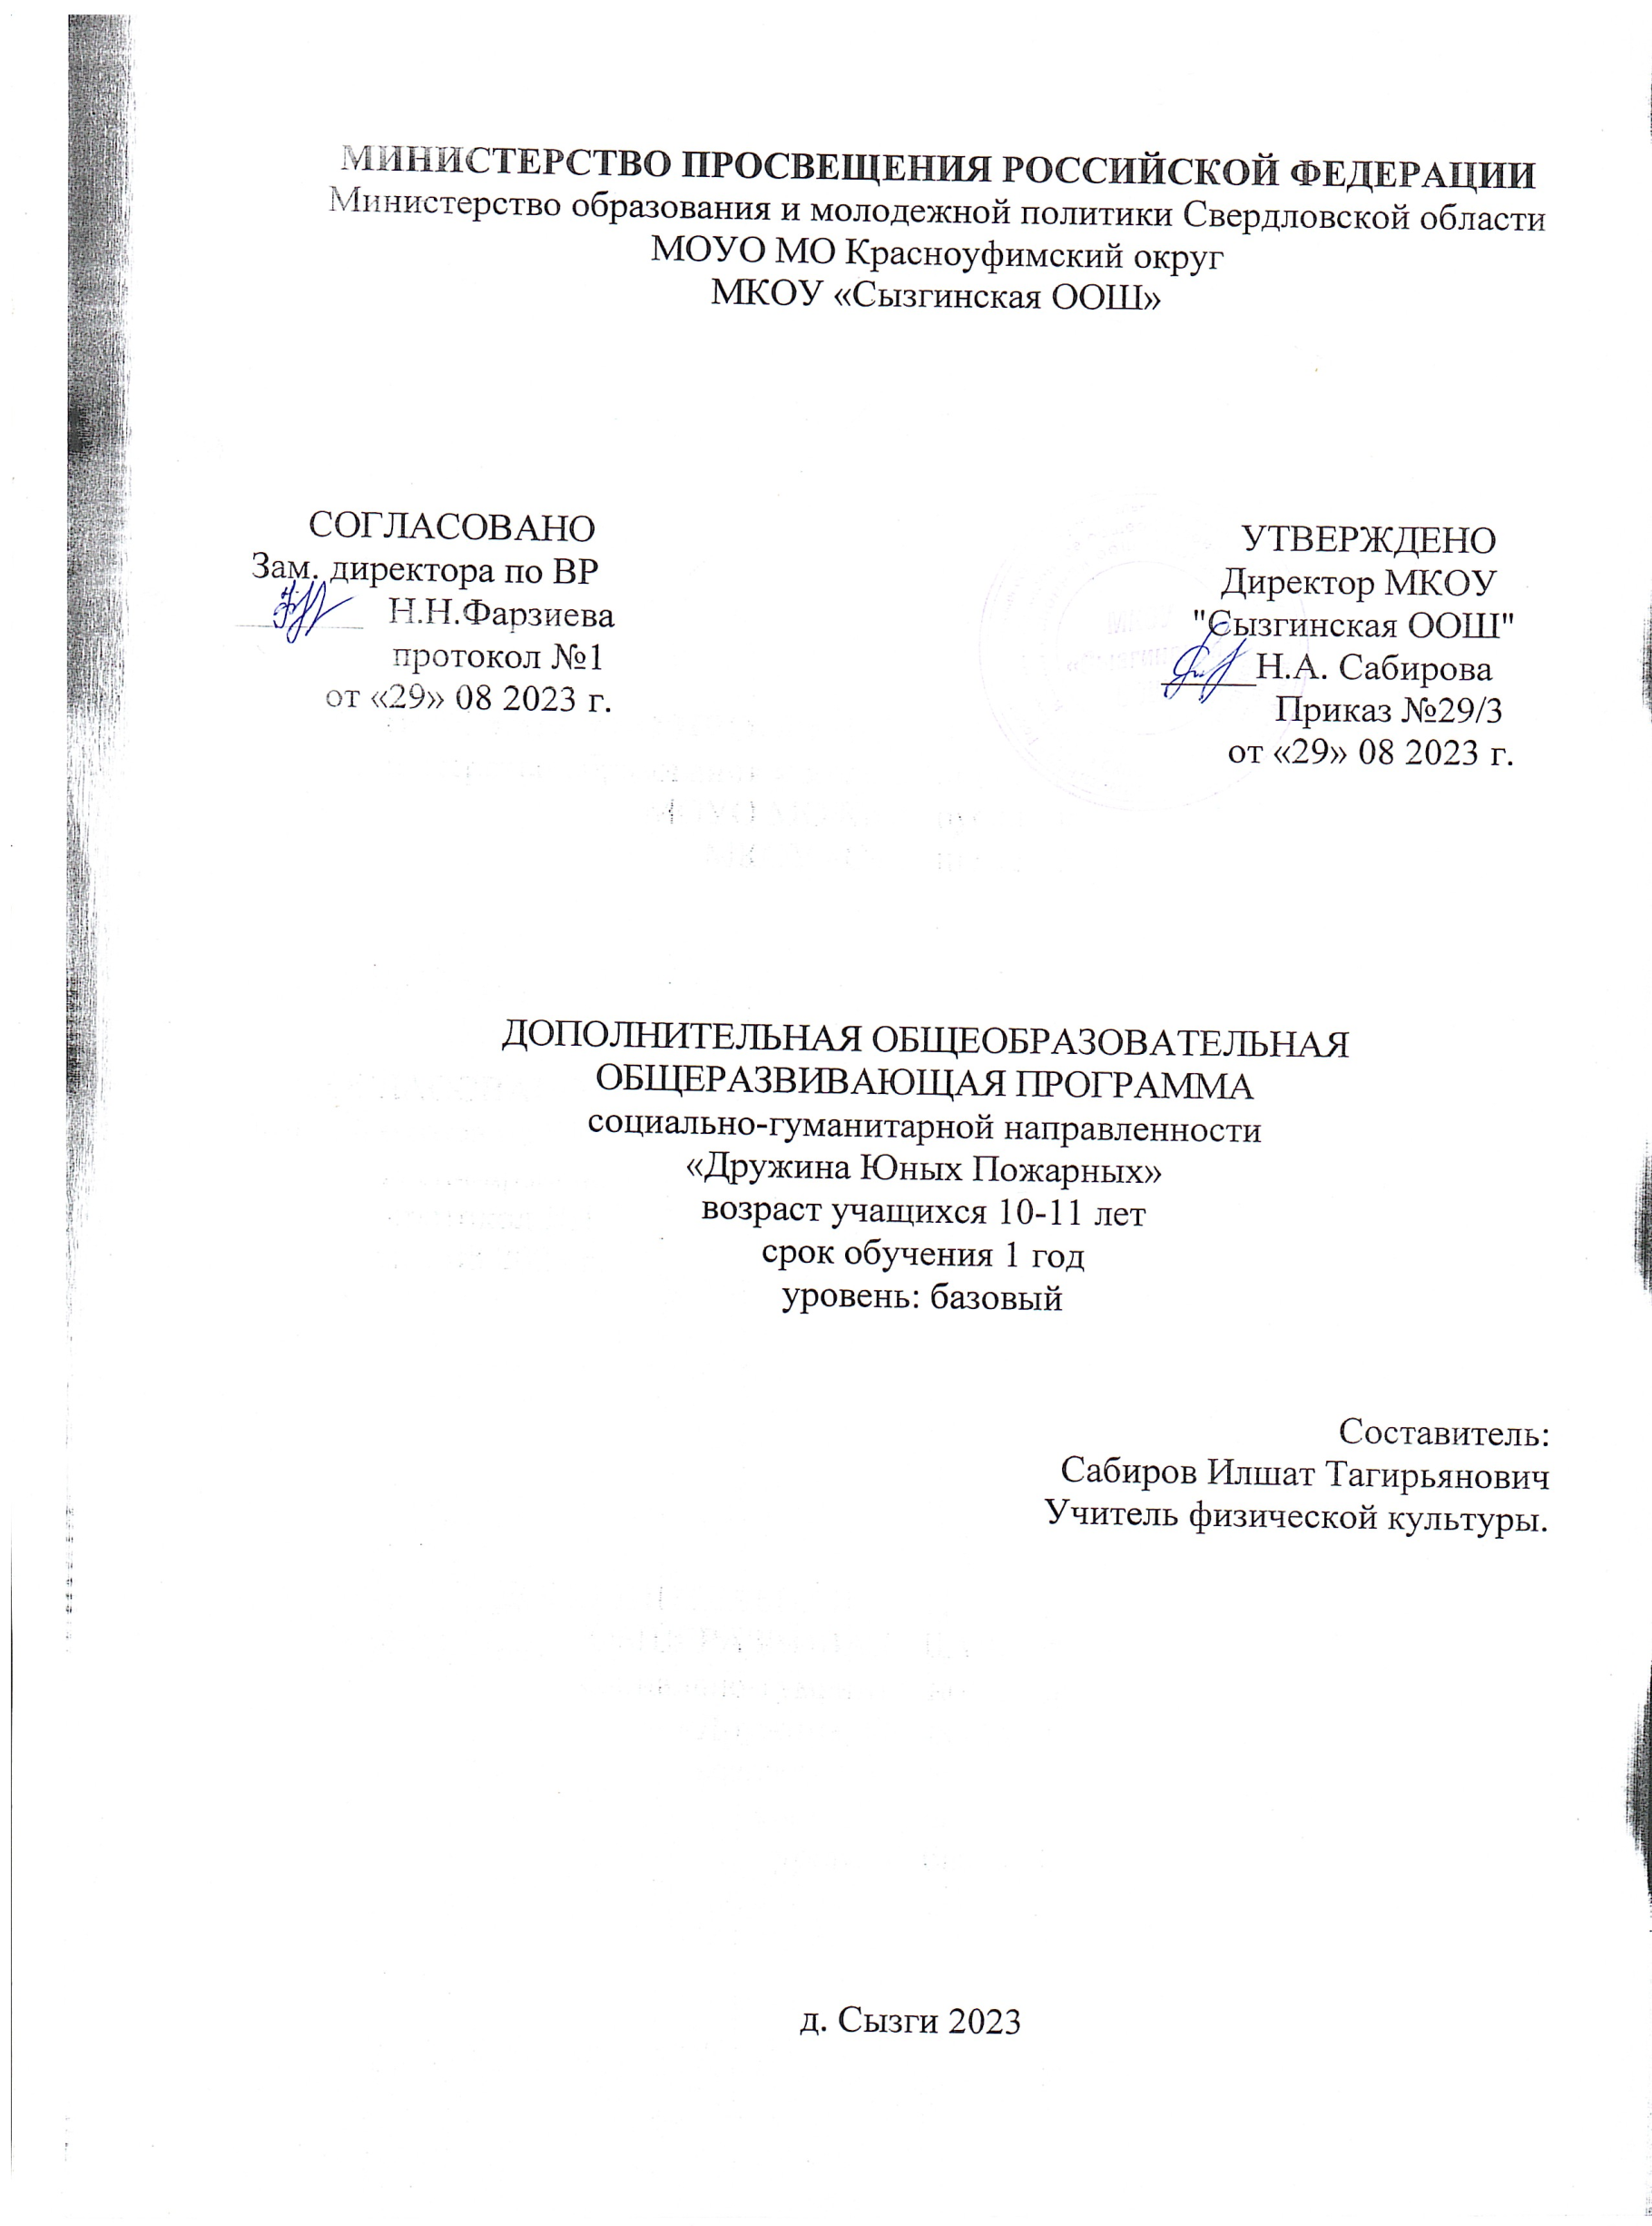 МИНИСТЕРСТВО ПРОСВЕЩЕНИЯ РОССИЙСКОЙ ФЕДЕРАЦИИ
Министерство образования и молодежной политики Свердловской области
МОУО МО Красноуфимский округ
МКОУ «Сызгинская ООШ»
СОГЛАСОВАНО
Зам. директора по ВР
Н.Н.Фарзиева
протокол №1
от «29» 08 2023 г.
УТВЕРЖДЕНО
Директор МКОУ
"Сызгинская ООШ"
Н.А. Сабирова
Приказ №29/3
от «29» 08 2023 г.
ДОПОЛНИТЕЛЬНАЯ ОБЩЕОБРАЗОВАТЕЛЬНАЯ
ОБЩЕРАЗВИВАЮЩАЯ ПРОГРАММА
социально-гуманитарной направленности
«Дружина Юных Пожарных»
возраст учащихся 10-11 лет
срок обучения 1 год
уровень: базовый
Составитель:
Сабиров Илшат Тагирьянович
Учитель физической культуры.
д. Сызги 2023